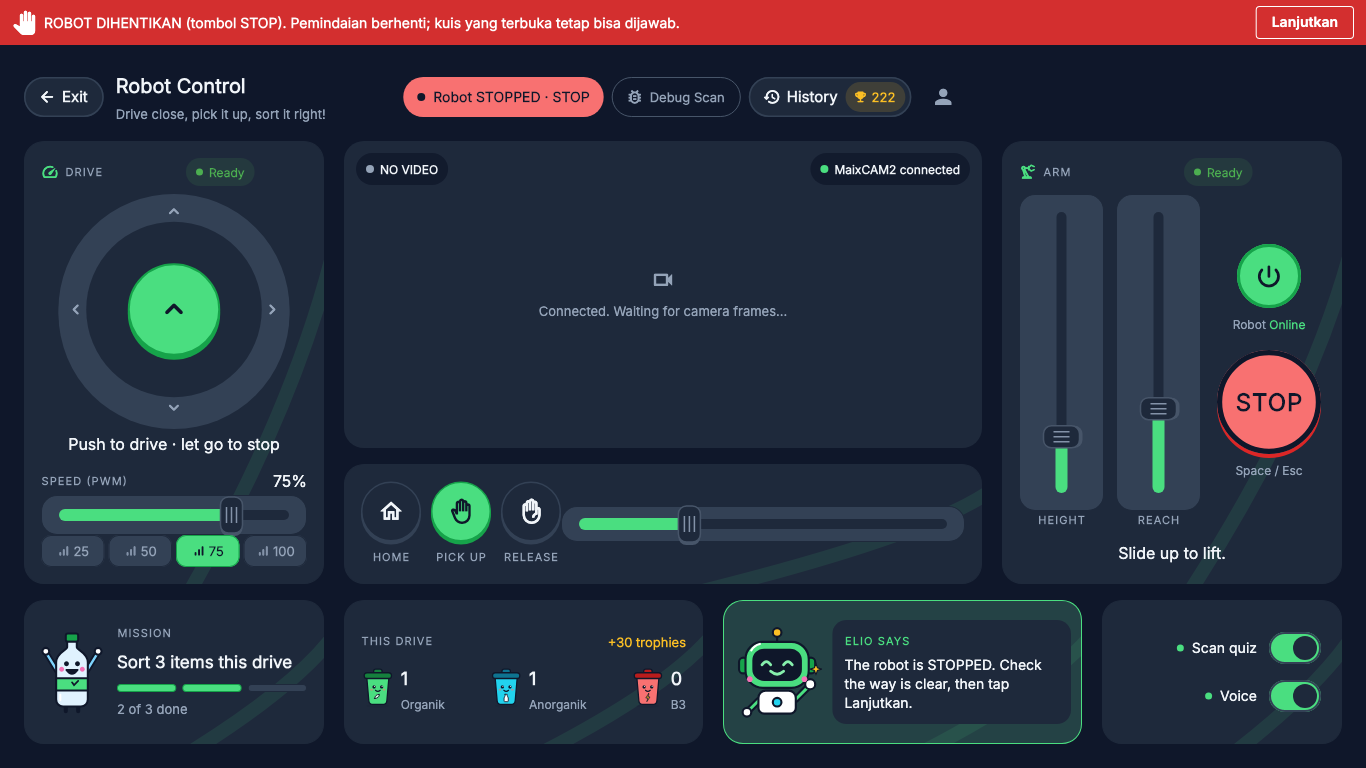 ROBOT DIHENTIKAN (tombol STOP). Pemindaian berhenti; kuis yang terbuka tetap bisa dijawab.
Lanjutkan
Exit
Robot Control
Drive close, pick it up, sort it right!
Robot STOPPED · STOP
Debug Scan
History
222
DRIVE
Ready
Push to drive · let go to stop
SPEED (PWM)
75%
25
50
75
100
NO VIDEO
MaixCAM2 connected
Connected. Waiting for camera frames...
HOME
PICK UP
RELEASE
ARM
Ready
HEIGHT
REACH
Robot Online
STOP
Space / Esc
Slide up to lift.
MISSION
Sort 3 items this drive
2 of 3 done
THIS DRIVE
+30 trophies
1
Organik
1
Anorganik
0
B3
ELIO SAYS
The robot is STOPPED. Check
the way is clear, then tap
Lanjutkan.
Scan quiz
Voice